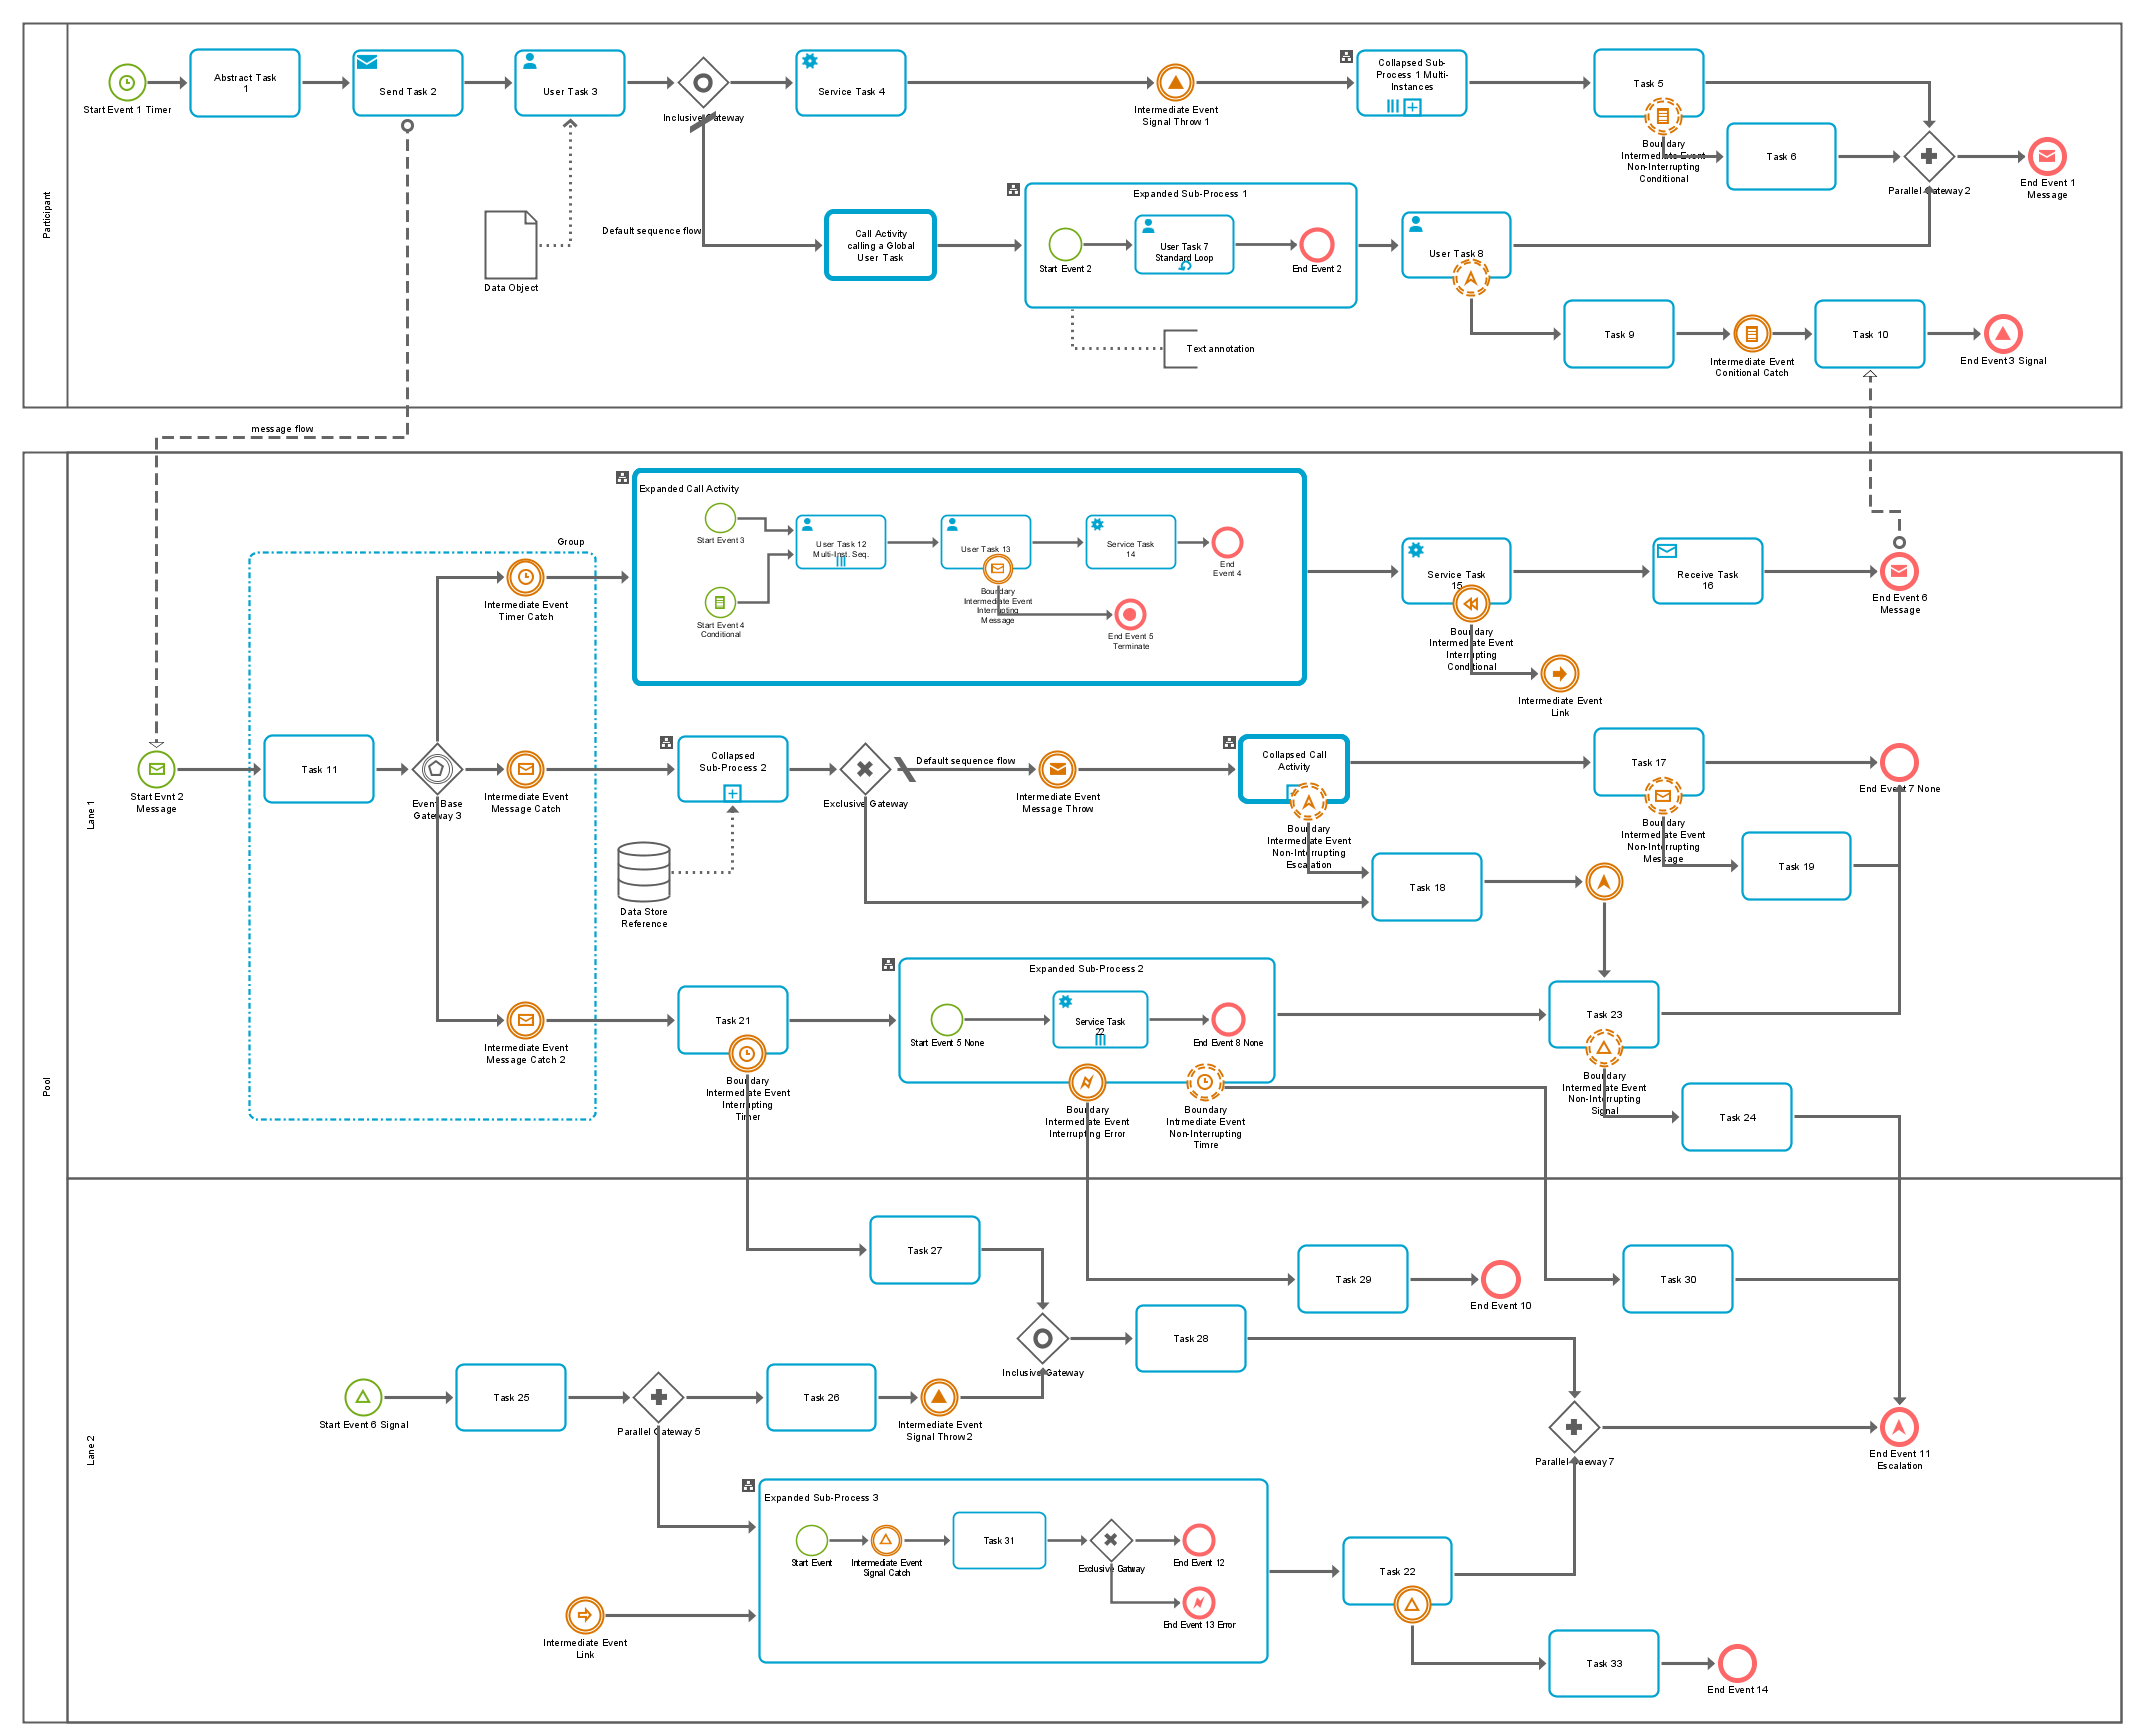 Participant
Start Event 1 Timer
Abstract Task
1
Send Task 2
User Task 3
Inclusive Gateway
Service Task 4
Intermediate Event
Signal Throw 1
Collapsed Sub-
Process 1 Multi-
Instances
Task 5
Boundary
Intermediate Event
Non-Interrupting
Conditional
Task 6
Parallel Gateway 2
End Event 1
Message
Data Object
Default sequence flow
Call Activity
calling a Global
User Task
Expanded Sub-Process 1
Start Event 2
User Task 7
Standard Loop
End Event 2
User Task 8
Text annotation
Task 9
Intermediate Event
Conitional Catch
Task 10
End Event 3 Signal
message flow
Pool
Lane 1
Group
Start Evnt 2
Message
Task 11
Event Base
Gateway 3
Intermediate Event
Timer Catch
Intermediate Event
Message Catch
Intermediate Event
Message Catch 2
Expanded Call Activity
Start Event 3
Start Event 4
Conditional
User Task 12
Multi-Inst. Seq.
User Task 13
Boundary
Intermediate Event
Interrupting
Message
Service Task
14
End
Event 4
End Event 5
Terminate
Service Task
15
Boundary
Intermediate Event
Interrupting
Conditional
Intermediate Event
Link
Receive Task
16
End Event 6
Message
Collapsed
Sub-Process 2
Data Store
Reference
Exclusive Gateway
Default sequence flow
Intermediate Event
Message Throw
Collapsed Call
Activity
Boundary
Intermediate Event
Non-Interrupting
Escalation
Task 17
Boundary
Intermediate Event
Non-Interrupting
Message
End Event 7 None
Task 18
Task 19
Task 21
Boundary
Intermediate Event
Interrupting
Timer
Expanded Sub-Process 2
Start Event 5 None
Service Task
22
End Event 8 None
Boundary
Intermediate Event
Interrupting Error
Boundary
Intrmediate Event
Non-Interrupting
Timre
Task 23
Boundary
Intermediate Event
Non-Interrupting
Signal
Task 24
Lane 2
Task 27
Task 29
End Event 10
Task 30
Inclusive Gateway
Task 28
Start Event 6 Signal
Task 25
Parallel Gateway 5
Task 26
Intermediate Event
Signal Throw 2
Parallel Gaeway 7
End Event 11
Escalation
Expanded Sub-Process 3
Start Event
Intermediate Event
Signal Catch
Task 31
Exclusive Gatway
End Event 12
End Event 13 Error
Intermediate Event
Link
Task 22
Task 33
End Event 14